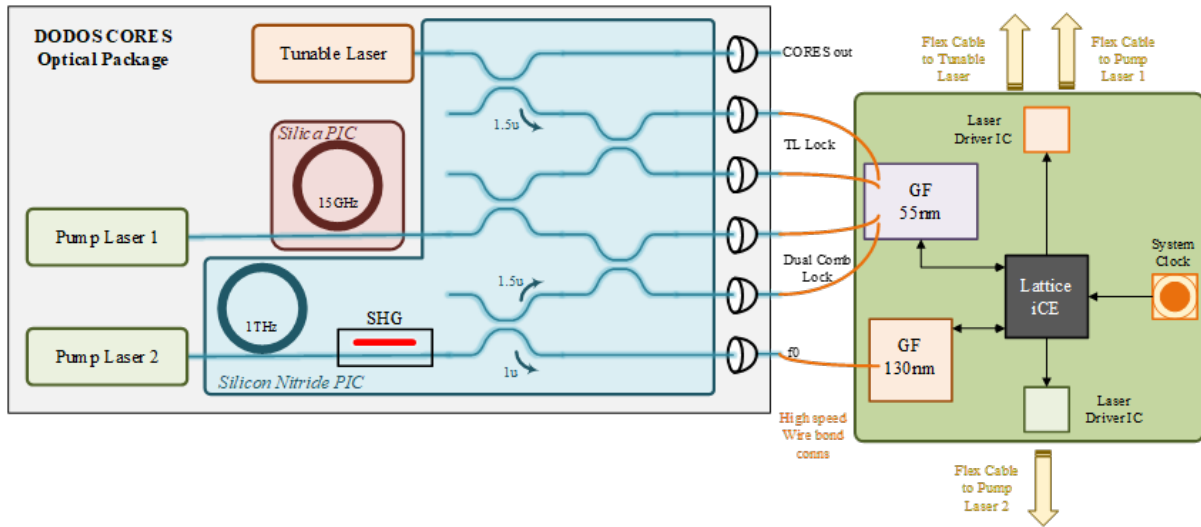 DODOS CORES
Optical Package
Tunable Laser
CORES out
1.5u
TL Lock
Silica PIC
15GHz
Pump Laser 1
Dual Comb
Lock
1.5u
1THz
SHG
Pump Laser 2
f0
Silicon Nitride PIC
1u
High speed
Wire bond
conns
Flex Cable
to Tunable
Laser
Flex Cable
to Pump
Laser 1
Laser
Driver IC
GF
55nm
System
Clock
Lattice
iCE
GF
130nm
Laser
Driver IC
Flex Cable
to Pump
Laser 2